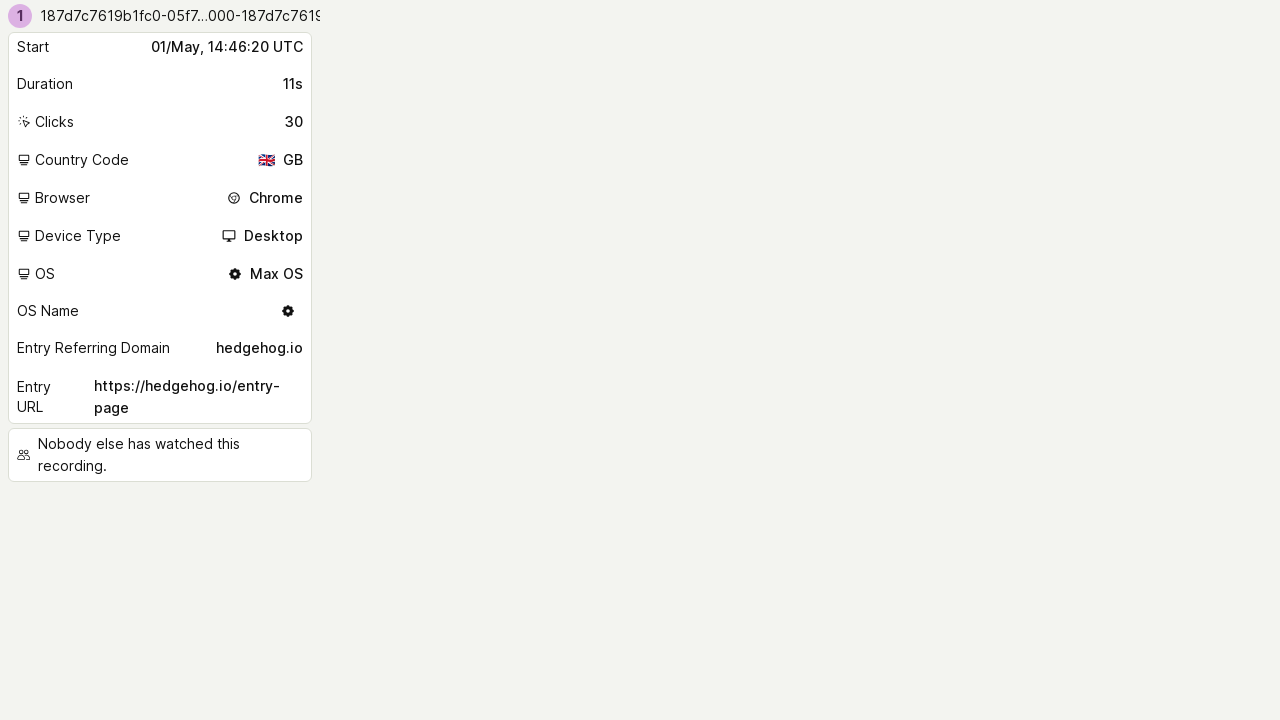 1 187d7c7619b1fc0-05f7...000-187d7c7619
Start 01/May, 14:46:20 UTC
Duration 11s
Clicks 30
Country Code 🇬🇧 GB
Browser Chrome
Device Type Desktop
OS Max OS
OS Name
Entry Referring Domain hedgehog.io
Entry URL https://hedgehog.io/entry-
page
Nobody else has watched this
recording.